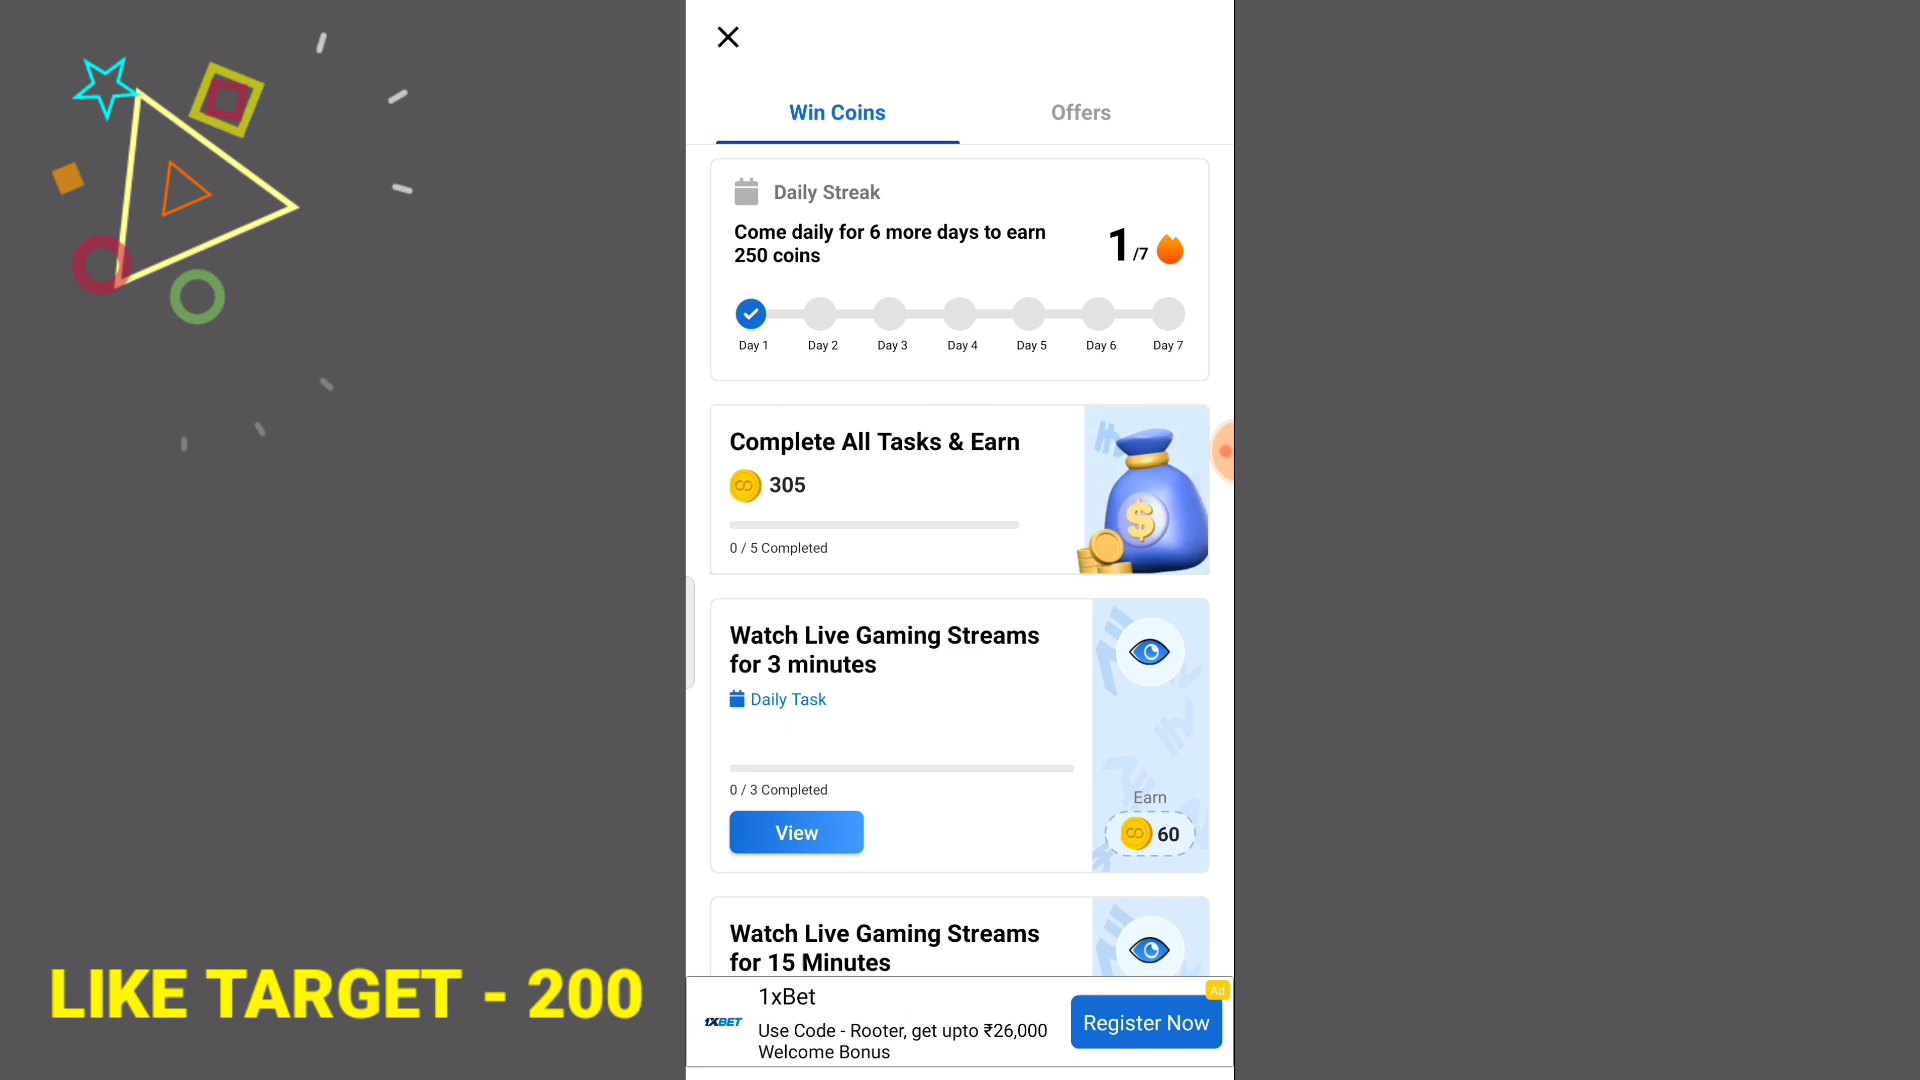 Win Coins
Offers
Daily Streak
Come daily for 6 more days to earn
250 coins
1/7
Day 1
Day 2
Day 3
Day 4
Day 5
Day 6
Day 7
Complete All Tasks & Earn
305
0 / 5 Completed
Watch Live Gaming Streams
for 3 minutes
Daily Task
0 / 3 Completed
View
Earn
60
Watch Live Gaming Streams
for 15 Minutes
LIKE TARGET - 200
1XBET
1xBet
Use Code - Rooter, get upto ₹26,000
Welcome Bonus
Ad
Register Now